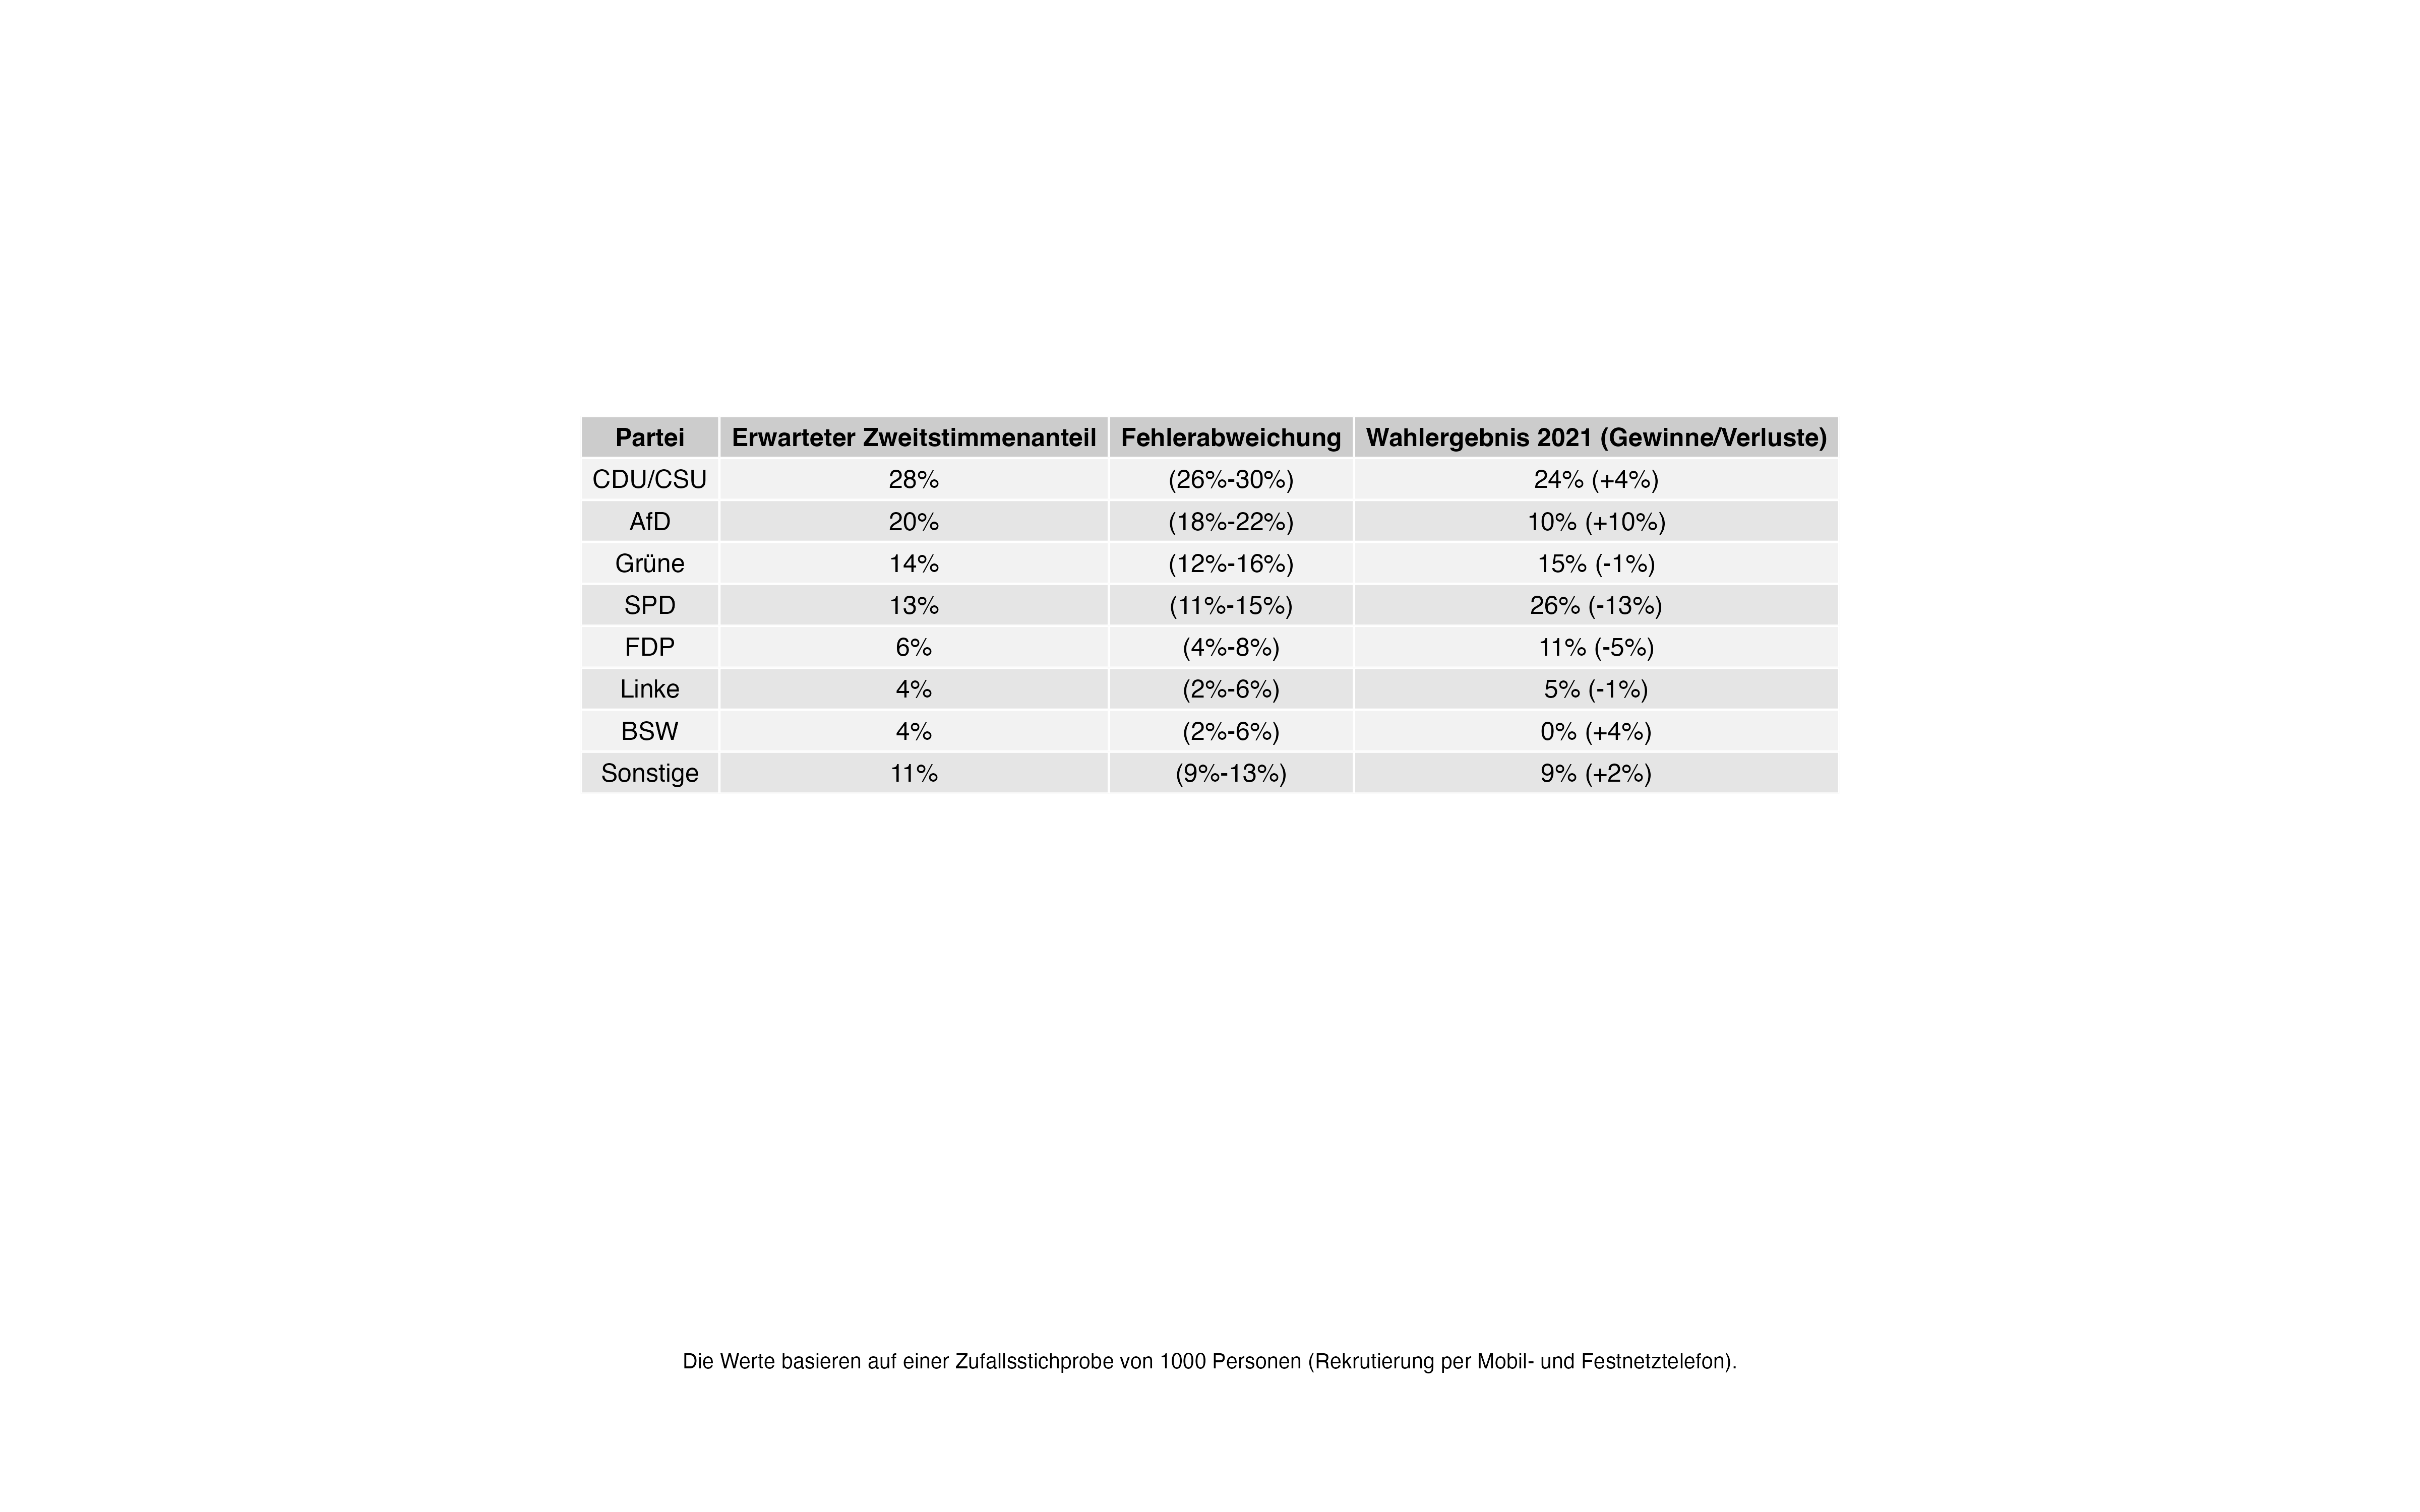 Partei Erwarteter Zweitstimmenanteil Fehlerabweichung Wahlergebnis 2021 (Gewinne/Verluste)
CDU/CSU 28% (26%-30%) 24% (+4%)
AfD 20% (18%-22%) 10% (+10%)
Grüne 14% (12%-16%) 15% (-1%)
SPD 13% (11%-15%) 26% (-13%)
FDP 6% (4%-8%) 11% (-5%)
Linke 4% (2%-6%) 5% (-1%)
BSW 4% (2%-6%) 0% (+4%)
Sonstige 11% (9%-13%) 9% (+2%)
Die Werte basieren auf einer Zufallsstichprobe von 1000 Personen (Rekrutierung per Mobil- und Festnetztelefon).